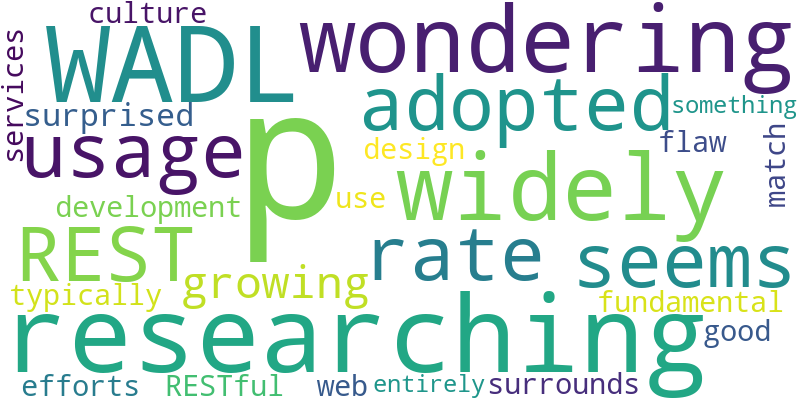 culture
WADL
wondering
services
surprised
adopted
something
usage
p
design
flaw
match
widely
development
use
REST
rate
seems
growing
typically
fundamental
researching
good
efforts
RESTful
web
entirely
surrounds